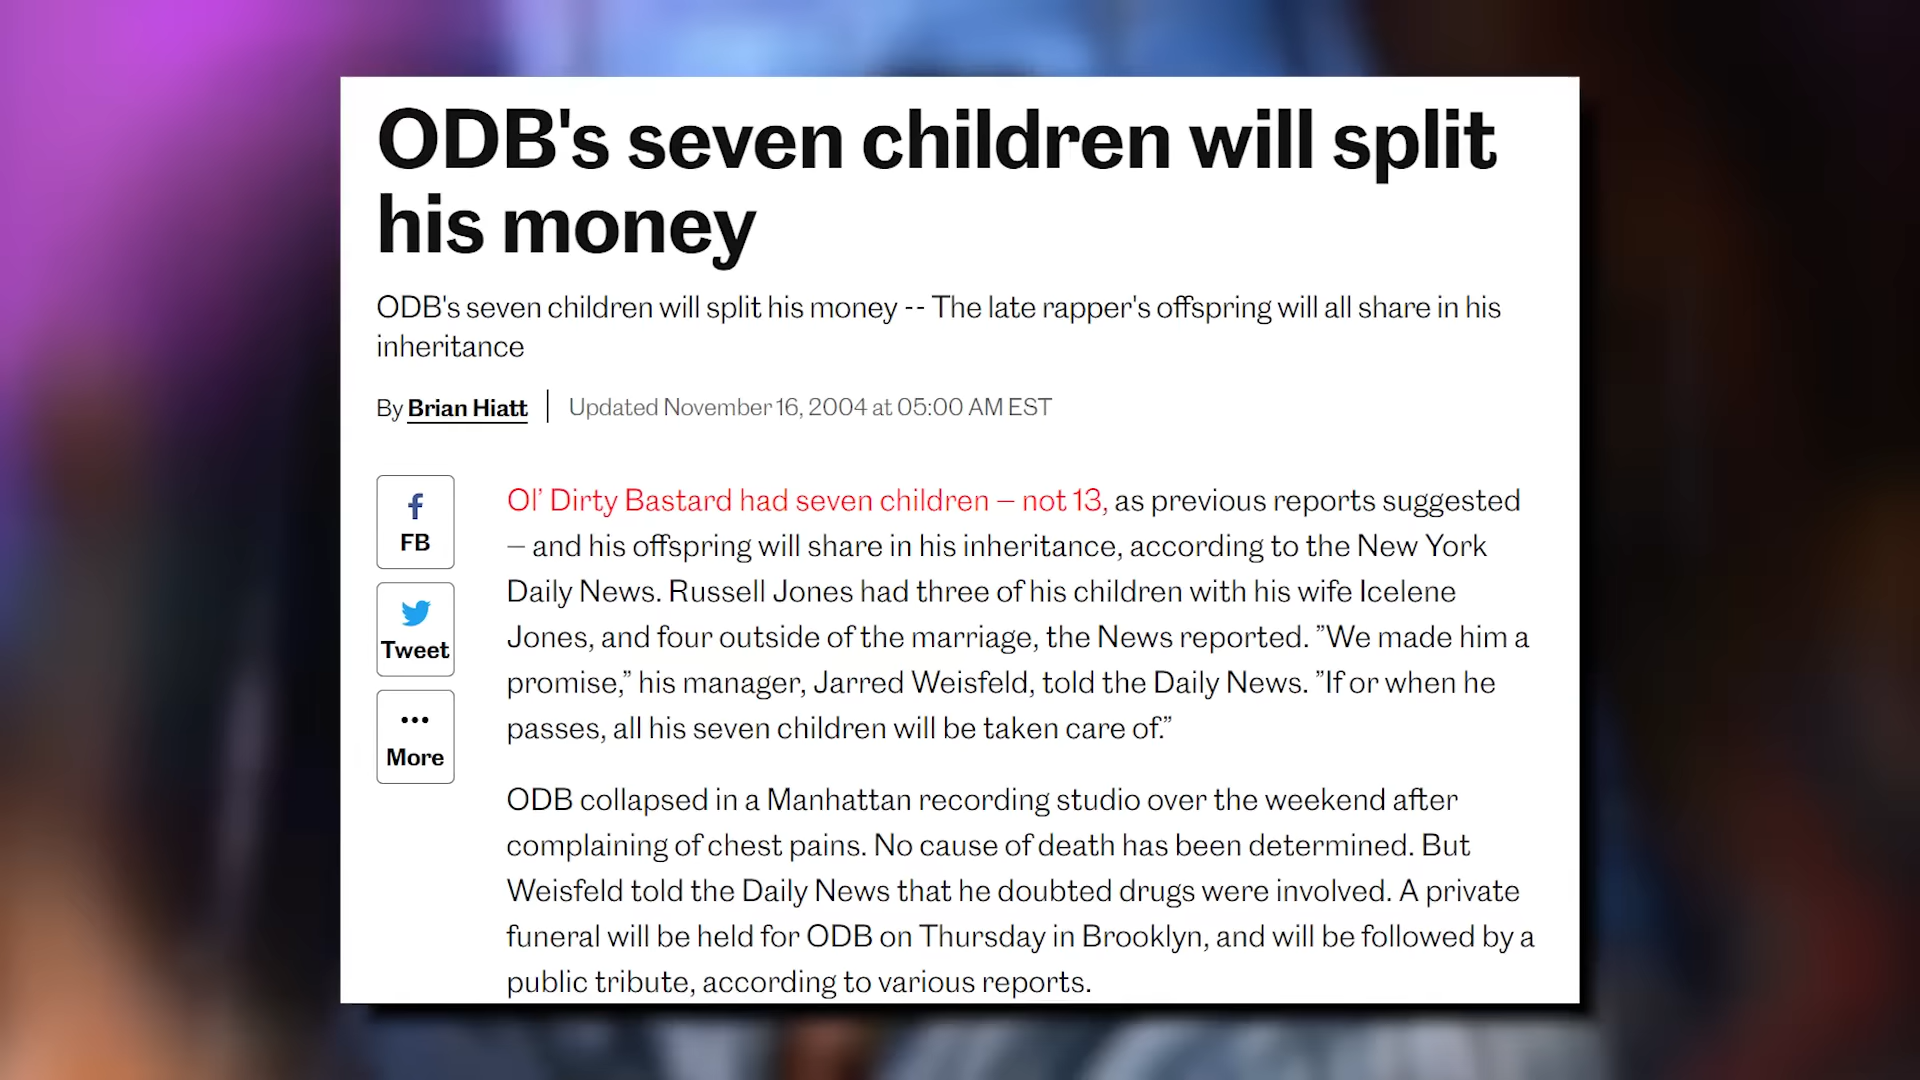 ODB's seven children will split
his money
ODB's seven children will split his money -- The late rapper's offspring will all share in his
inheritance
By Brian Hiatt | Updated November 16, 2004 at 05:00 AM EST
FB
Tweet
More
Ol’ Dirty Bastard had seven children – not 13, as previous reports suggested
– and his offspring will share in his inheritance, according to the New York
Daily News. Russell Jones had three of his children with his wife Icelene
Jones, and four outside of the marriage, the News reported. ”We made him a
promise,” his manager, Jarred Weisfeld, told the Daily News. ”If or when he
passes, all his seven children will be taken care of.”
ODB collapsed in a Manhattan recording studio over the weekend after
complaining of chest pains. No cause of death has been determined. But
Weisfeld told the Daily News that he doubted drugs were involved. A private
funeral will be held for ODB on Thursday in Brooklyn, and will be followed by a
public tribute, according to various reports.